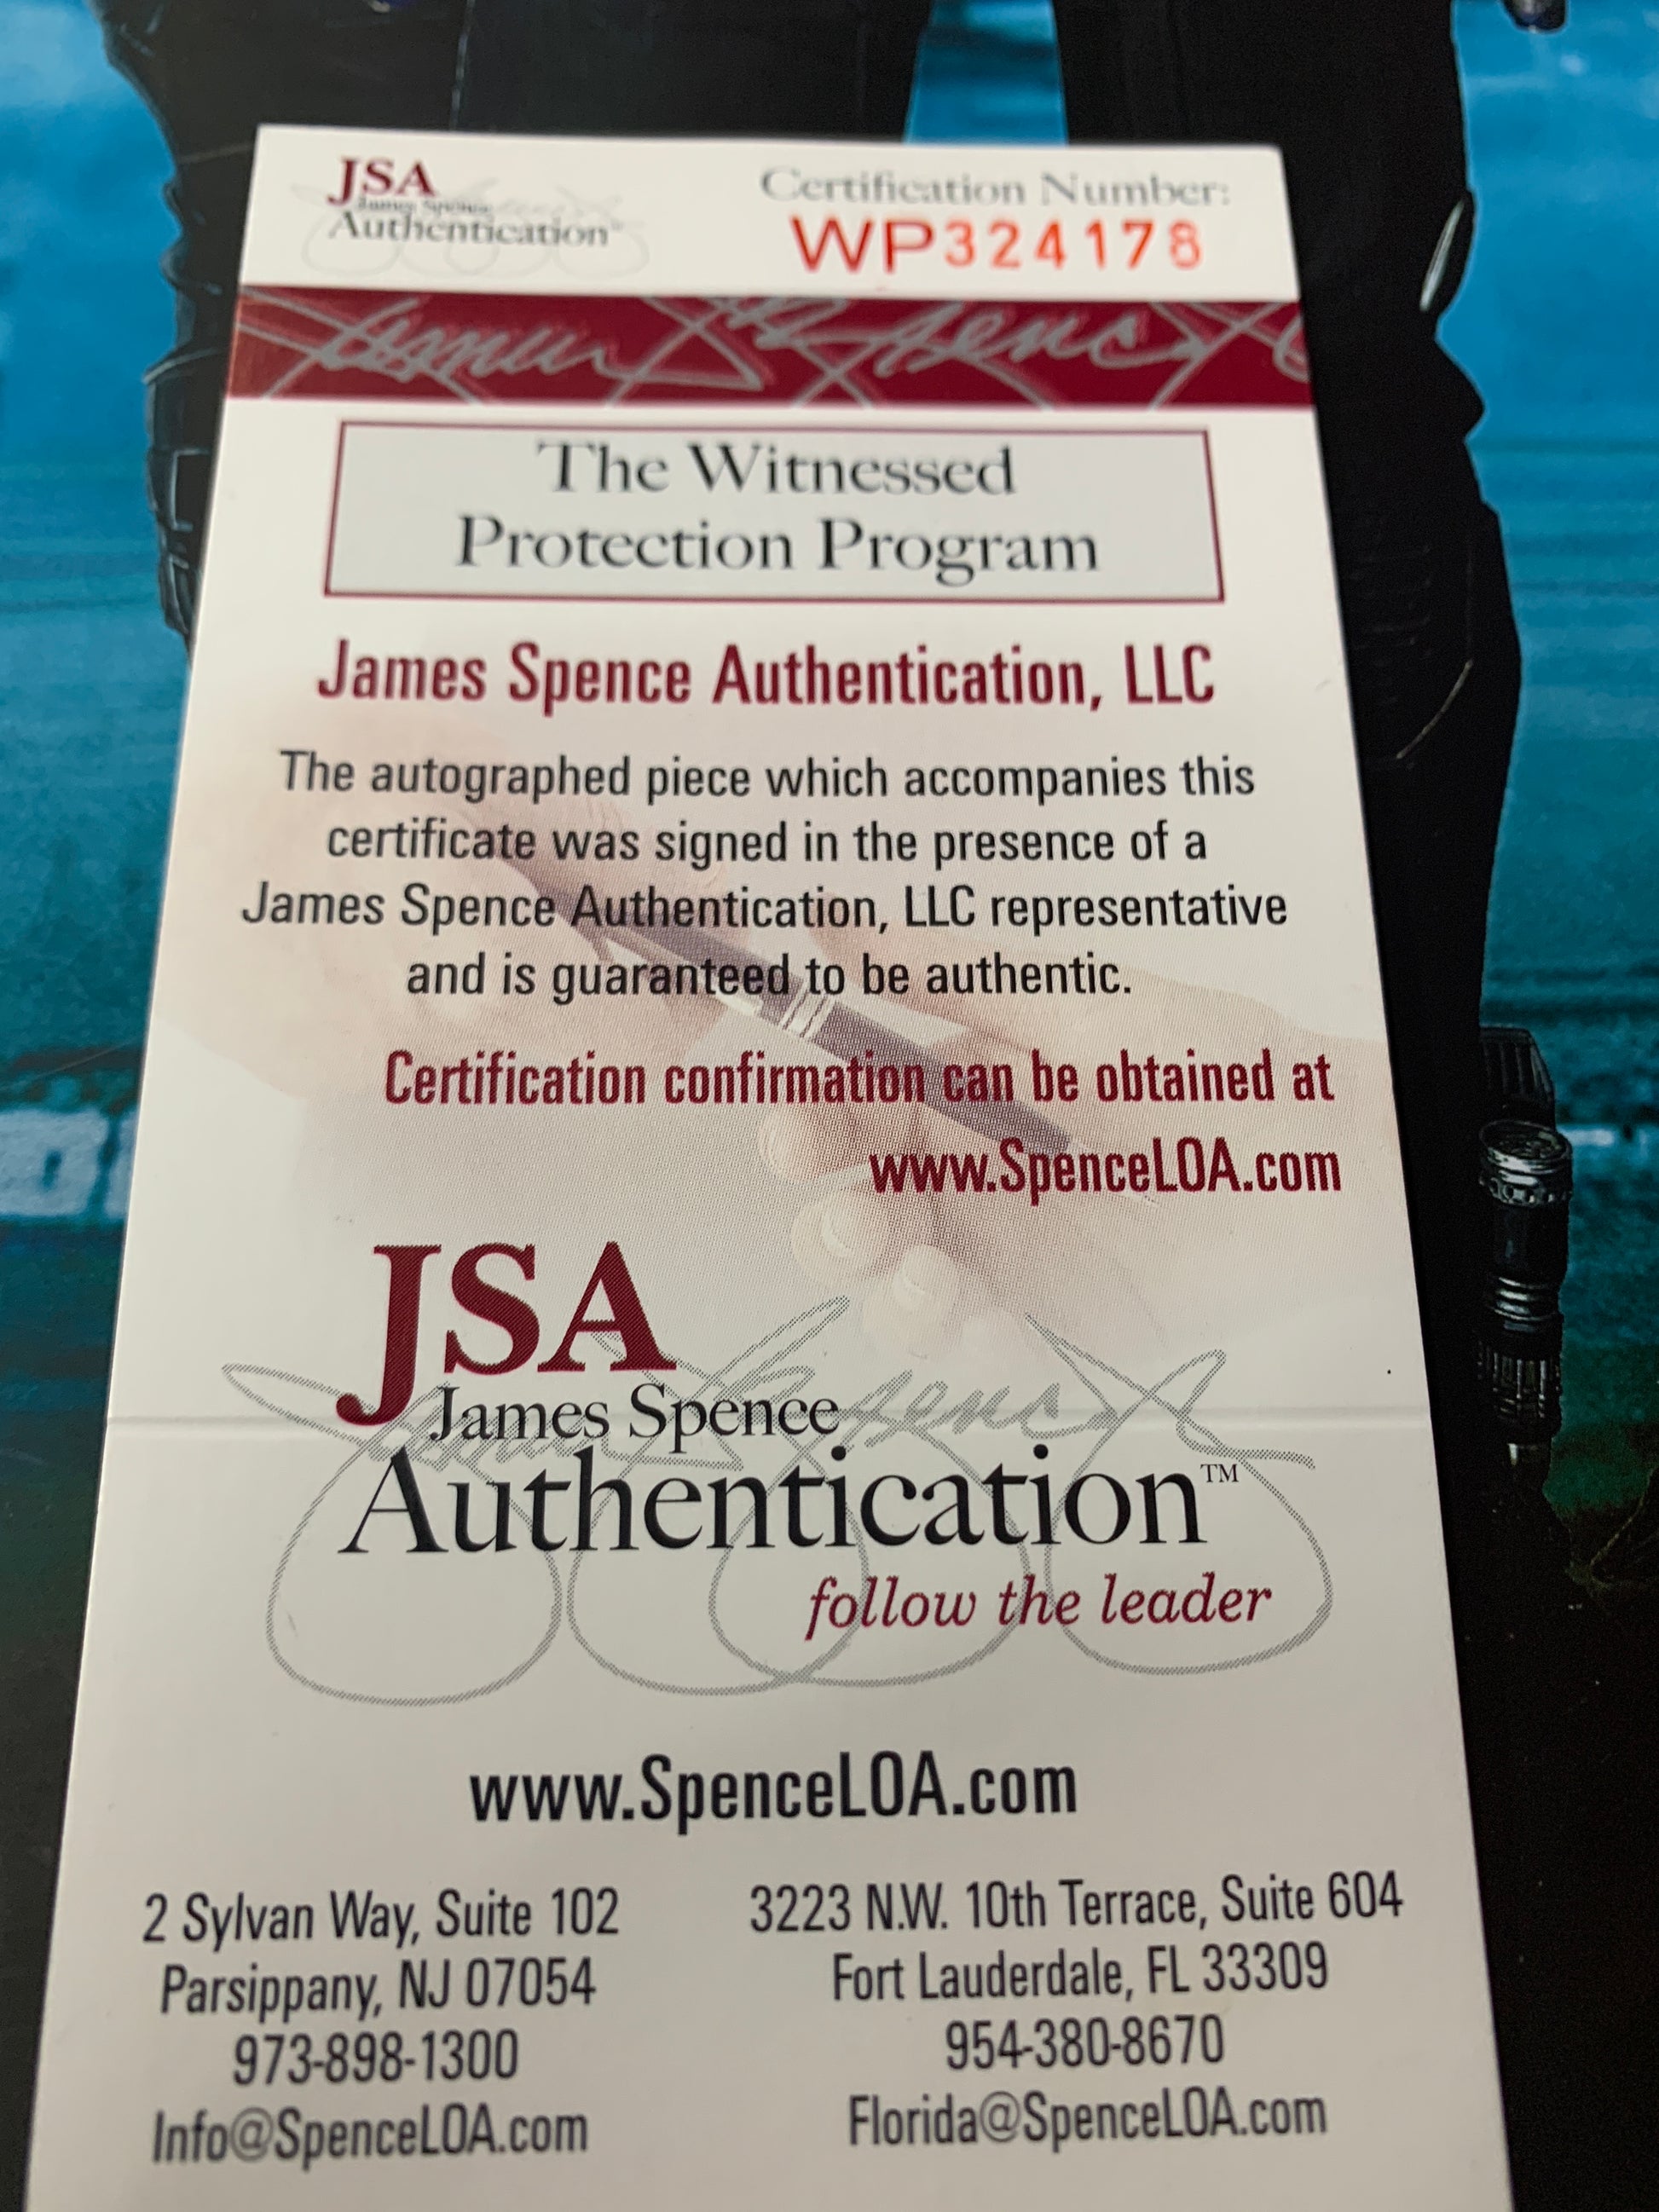 JSA
James Spence
Authentication
Certification Number:
WP324178
James Spence
The Witnessed
Protection Program
James Spence Authentication, LLC
The autographed piece which accompanies this
certificate was signed in the presence of a
James Spence Authentication, LLC representative
and is guaranteed to be authentic.
Certification confirmation can be obtained at
www.SpenceLOA.com
JSA
James Spence
Authentication™
follow the leader
www.SpenceLOA.com
2 Sylvan Way, Suite 102
Parsippany, NJ 07054
973-898-1300
Info@SpenceLOA.com
3223 N.W. 10th Terrace, Suite 604
Fort Lauderdale, FL 33309
954-380-8670
Florida@SpenceLOA.com